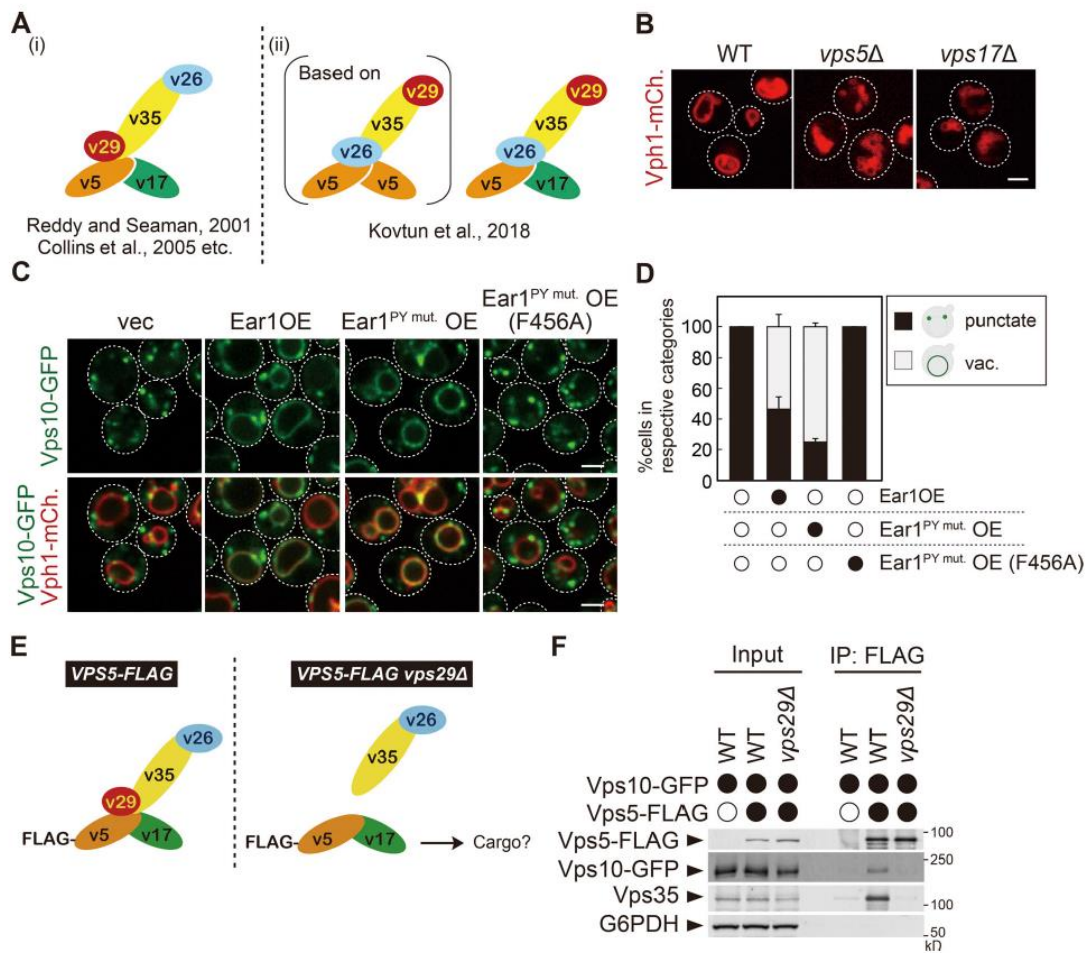 A
(i)
v26
v35
v29
v5
v17
Reddy and Seaman, 2001
Collins et al., 2005 etc.
(ii)
Based on
v29
v35
v26
v5
v5
v29
v35
v26
v5
v17
Kovtun et al., 2018
B
WT
vps5Δ
vps17Δ
Vph1-mCh.
C
vec
Ear1OE
Ear1PY mut. OE
Ear1PY mut. OE
(F456A)
Vps10-GFP
Vps10-GFP
Vph1-mCh.
D
%cells in
respective categories
100
80
60
40
20
0
punctate
vac.
Ear1OE
Ear1PY mut. OE
Ear1PY mut. OE (F456A)
E
VPS5-FLAG
v26
v35
v29
FLAG-
v5
v17
VPS5-FLAG vps29Δ
v26
v35
FLAG-
v5
v17
Cargo?
F
Input
IP: FLAG
WT
WT
vps29Δ
WT
WT
vps29Δ
Vps10-GFP
Vps5-FLAG
Vps5-FLAG
100
Vps10-GFP
250
Vps35
100
G6PDH
50
kD